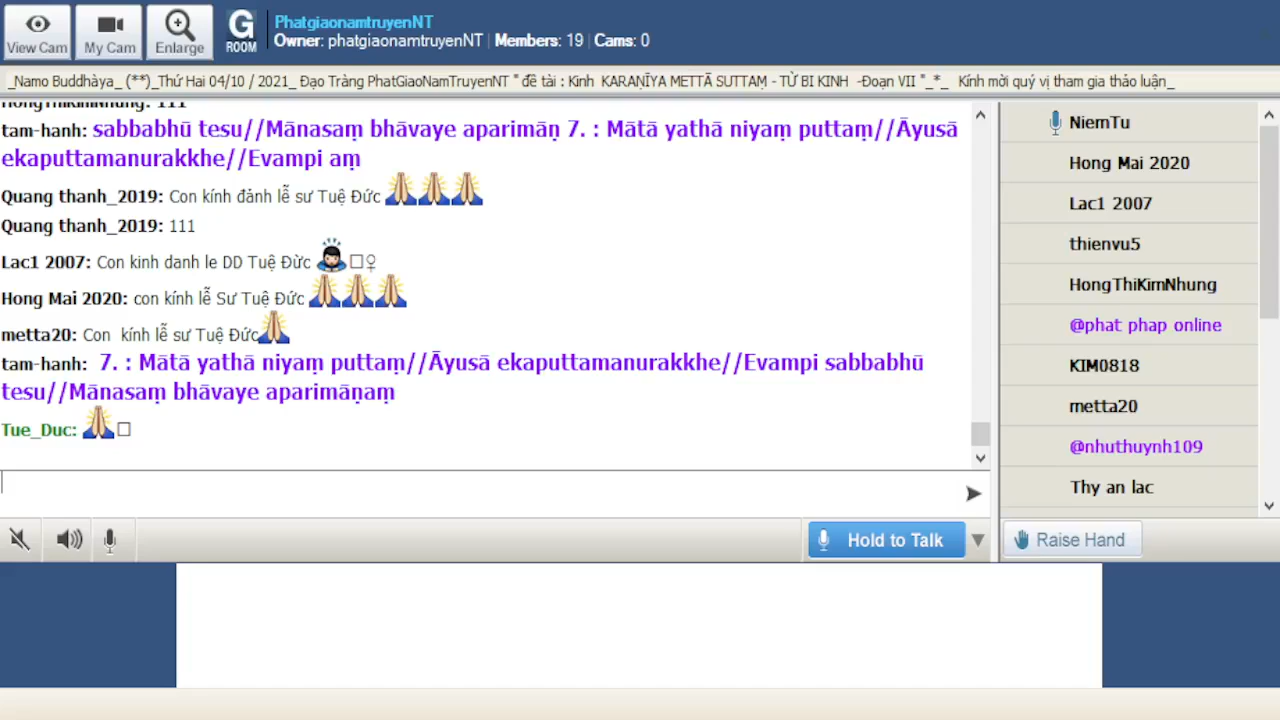 View Cam
My Cam
Enlarge
G
ROOM
PhatgiaonamtruyenNT
Owner: phatgiaonamtruyenNT | Members: 19 | Cams: 0
_Namo Buddhàya_ (**)_Thứ Hai 04/10 / 2021_ Đạo Tràng PhatGiaoNamTruyenNT " đề tài : Kinh KARAṆĪYA METTĀ SUTTAṂ - TỪ BI KINH -Đoạn VII "_*_ Kính mời quý vị tham gia thảo luận_
HongThiKimNhung: 111
tam-hanh: sabbabhū tesu//Mānasaṃ bhāvaye aparimāṇ 7. : Mātā yathā niyaṃ puttaṃ//Āyusā
ekaputtamanurakkhe//Evampi aṃ
Quang thanh_2019: Con kính đảnh lễ sư Tuệ Đức
Quang thanh_2019: 111
Lac1 2007: Con kinh danh le DD Tuệ Đức
Hong Mai 2020: con kính lễ Sư Tuệ Đức
metta20: Con kính lễ sư Tuệ Đức
tam-hanh: 7. : Mātā yathā niyaṃ puttaṃ//Āyusā ekaputtamanurakkhe//Evampi sabbabhū
tesu//Mānasaṃ bhāvaye aparimāṇaṃ
Tue_Duc:
NiemTu
Hong Mai 2020
Lac1 2007
thienvu5
HongThiKimNhung
@phat phap online
KIM0818
metta20
@nhuthuynh109
Thy an lac
Hold to Talk
Raise Hand